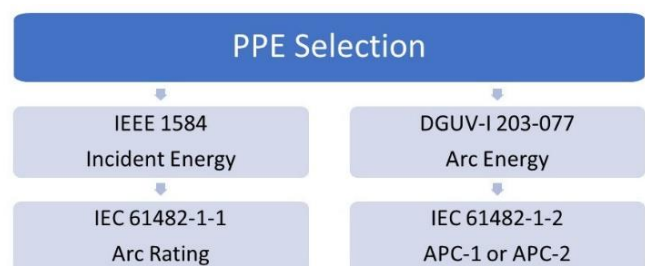 PPE Selection
IEEE 1584
Incident Energy
DGUV-I 203-077
Arc Energy
IEC 61482-1-1
Arc Rating
IEC 61482-1-2
APC-1 or APC-2